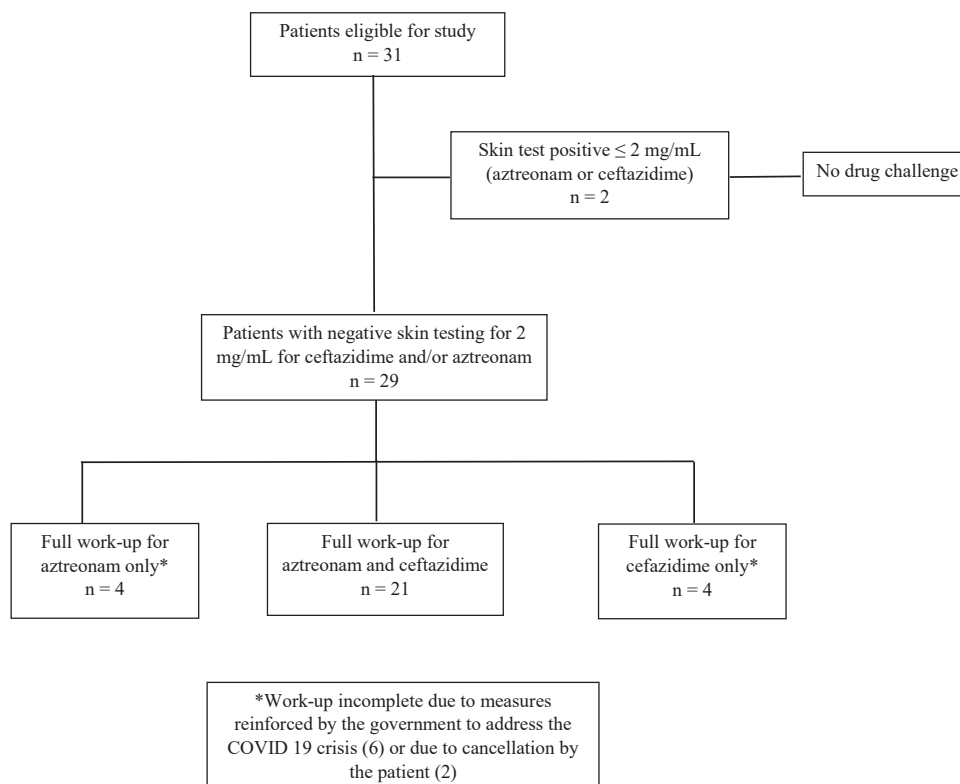 Patients eligible for study
n = 31
Skin test positive ≤ 2 mg/mL
(aztreonam or ceftazidime)
n = 2
No drug challenge
Patients with negative skin testing for 2
mg/mL for ceftazidime and/or aztreonam
n = 29
Full work-up for
aztreonam only*
n = 4
Full work-up for
aztreonam and ceftazidime
n = 21
Full work-up for
cefazidime only*
n = 4
*Work-up incomplete due to measures
reinforced by the government to address the
COVID 19 crisis (6) or due to cancellation by
the patient (2)